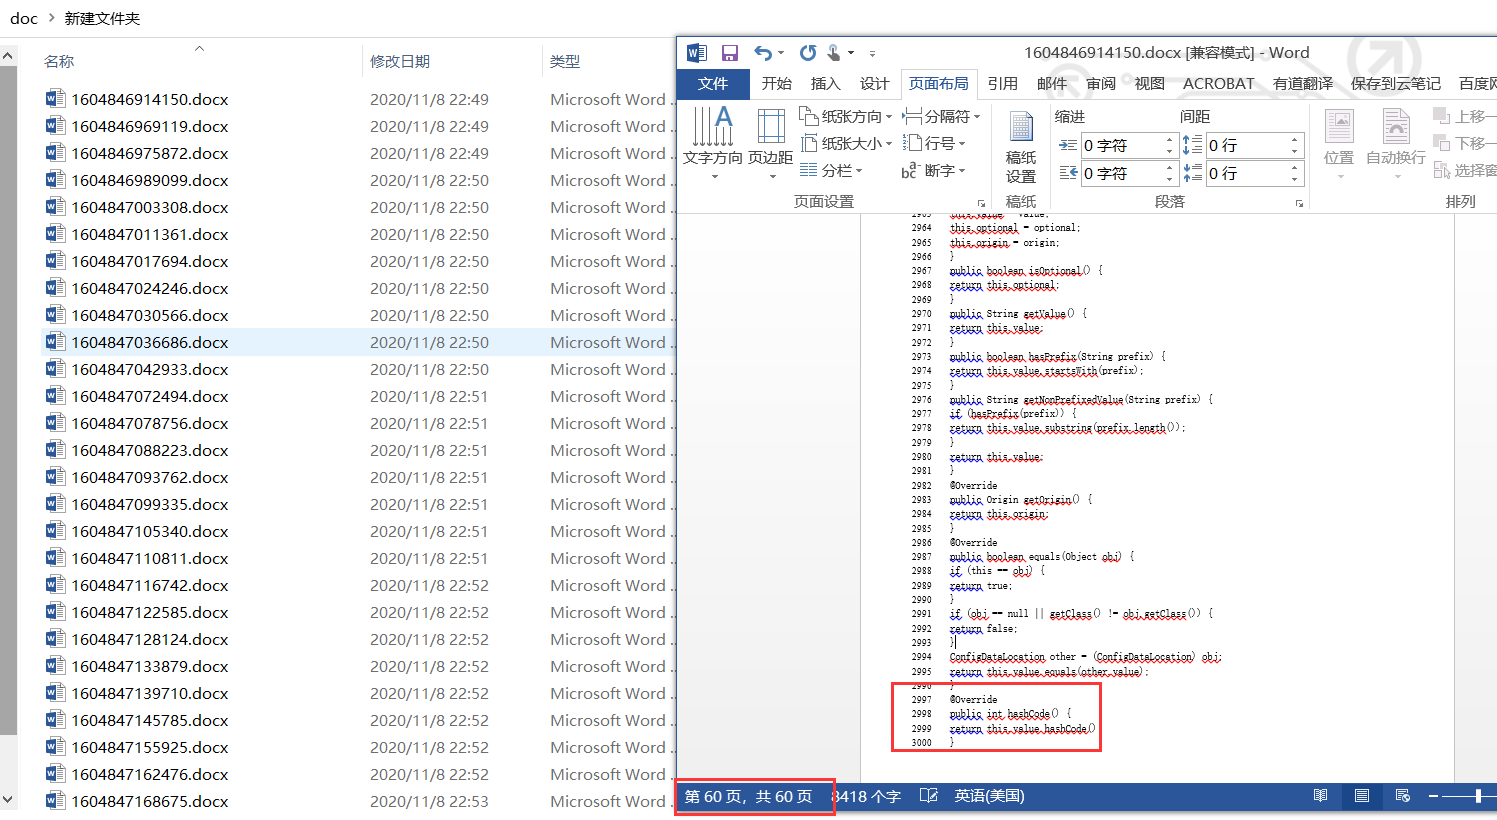 doc > 新建文件夹
名称 修改日期 类型
1604846914150.docx 2020/11/8 22:49 Microsoft Word ...
1604846969119.docx 2020/11/8 22:49 Microsoft Word ...
1604846975872.docx 2020/11/8 22:49 Microsoft Word ...
1604846989099.docx 2020/11/8 22:50 Microsoft Word ...
1604847003308.docx 2020/11/8 22:50 Microsoft Word ...
1604847011361.docx 2020/11/8 22:50 Microsoft Word ...
1604847017694.docx 2020/11/8 22:50 Microsoft Word ...
1604847024246.docx 2020/11/8 22:50 Microsoft Word ...
1604847030566.docx 2020/11/8 22:50 Microsoft Word ...
1604847036686.docx 2020/11/8 22:50 Microsoft Word ...
1604847042933.docx 2020/11/8 22:50 Microsoft Word ...
1604847072494.docx 2020/11/8 22:51 Microsoft Word ...
1604847078756.docx 2020/11/8 22:51 Microsoft Word ...
1604847088223.docx 2020/11/8 22:51 Microsoft Word ...
1604847093762.docx 2020/11/8 22:51 Microsoft Word ...
1604847099335.docx 2020/11/8 22:51 Microsoft Word ...
1604847105340.docx 2020/11/8 22:51 Microsoft Word ...
1604847110811.docx 2020/11/8 22:51 Microsoft Word ...
1604847116742.docx 2020/11/8 22:52 Microsoft Word ...
1604847122585.docx 2020/11/8 22:52 Microsoft Word ...
1604847128124.docx 2020/11/8 22:52 Microsoft Word ...
1604847133879.docx 2020/11/8 22:52 Microsoft Word ...
1604847139710.docx 2020/11/8 22:52 Microsoft Word ...
1604847145785.docx 2020/11/8 22:52 Microsoft Word ...
1604847155925.docx 2020/11/8 22:52 Microsoft Word ...
1604847162476.docx 2020/11/8 22:52 Microsoft Word ...
1604847168675.docx 2020/11/8 22:53 Microsoft Word ...
1604846914150.docx [兼容模式] - Word
文件 开始 插入 设计 页面布局 引用 邮件 审阅 视图 ACROBAT 有道翻译 保存到云笔记 百度网
文字方向 页边距 纸张方向 分隔符
纸张大小 行号
分栏 断字
页面设置
稿纸
设置
稿纸
缩进 间距
0 字符 0 行
0 字符 0 行
段落
位置 自动换行 上移一
下移一
选择窗
排列
2963 this.value = value;
2964 this.optional = optional;
2965 this.origin = origin;
2966 }
2967 public boolean isOptional() {
2968 return this.optional;
2969 }
2970 public String getValue() {
2971 return this.value;
2972 }
2973 public boolean hasPrefix(String prefix) {
2974 return this.value.startsWith(prefix);
2975 }
2976 public String getNonPrefixedValue(String prefix) {
2977 if (hasPrefix(prefix)) {
2978 return this.value.substring(prefix.length());
2979 }
2980 return this.value;
2981 }
2982 @Override
2983 public Origin getOrigin() {
2984 return this.origin;
2985 }
2986 @Override
2987 public boolean equals(Object obj) {
2988 if (this == obj) {
2989 return true;
2990 }
2991 if (obj == null || getClass() != obj.getClass()) {
2992 return false;
2993 }
2994 ConfigDataLocation other = (ConfigDataLocation) obj;
2995 return this.value.equals(other.value);
2996 }
2997 @Override
2998 public int hashCode() {
2999 return this.value.hashCode()
3000 }
第 60 页，共 60 页 8418 个字 英语(美国)